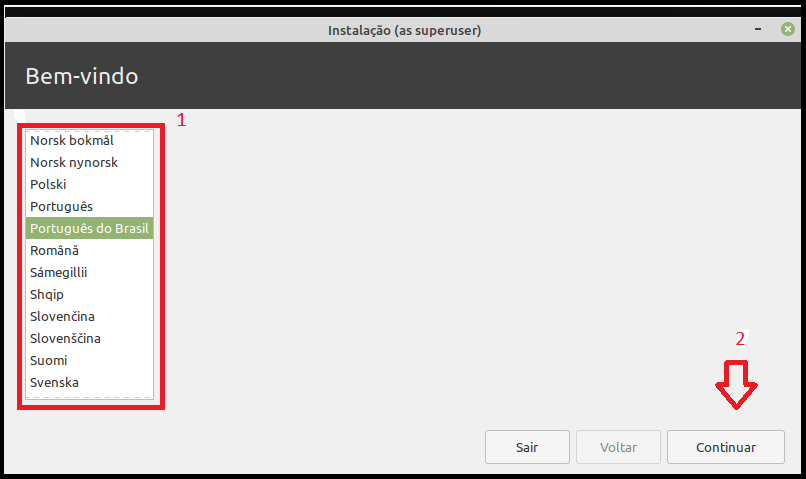 Instalação (as superuser)
Bem-vindo
1
Norsk bokmål
Norsk nynorsk
Polski
Português
Português do Brasil
Română
Sámegillii
Shqip
Slovenčina
Slovenščina
Suomi
Svenska
2
Sair
Voltar
Continuar